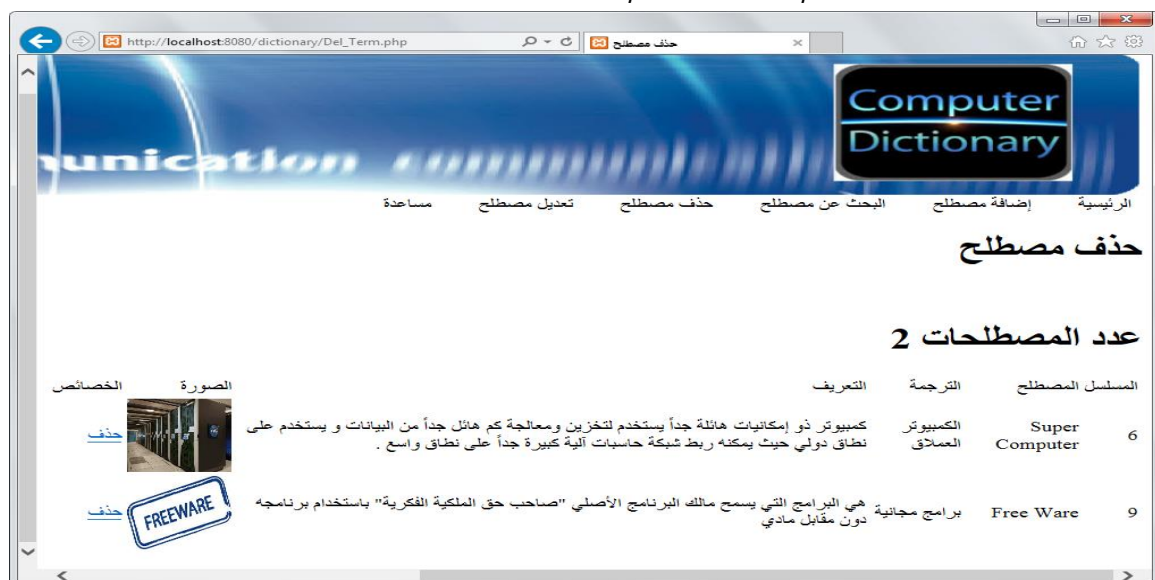 http://localhost:8080/dictionary/Del_Term.php
حذف مصطلح
Computer
Dictionary
unication
الرئيسية إضافة مصطلح البحث عن مصطلح حذف مصطلح تعديل مصطلح مساعدة
حذف مصطلح
عدد المصطلحات 2
المسلسل المصطلح الترجمة التعريف الصورة الخصائص
6 Super Computer الكمبيوتر العملاق كمبيوتر ذو إمكانيات هائلة جداً يستخدم لتخزين ومعالجة كم هائل جداً من البيانات و يستخدم على
نطاق دولي حيث يمكنه ربط شبكة حاسبات آلية كبيرة جداً على نطاق واسع . حذف
9 Free Ware برامج مجانية هي البرامج التي يسمح مالك البرنامج الأصلي "صاحب حق الملكية الفكرية" باستخدام برنامجه
دون مقابل مادي FREEWARE حذف